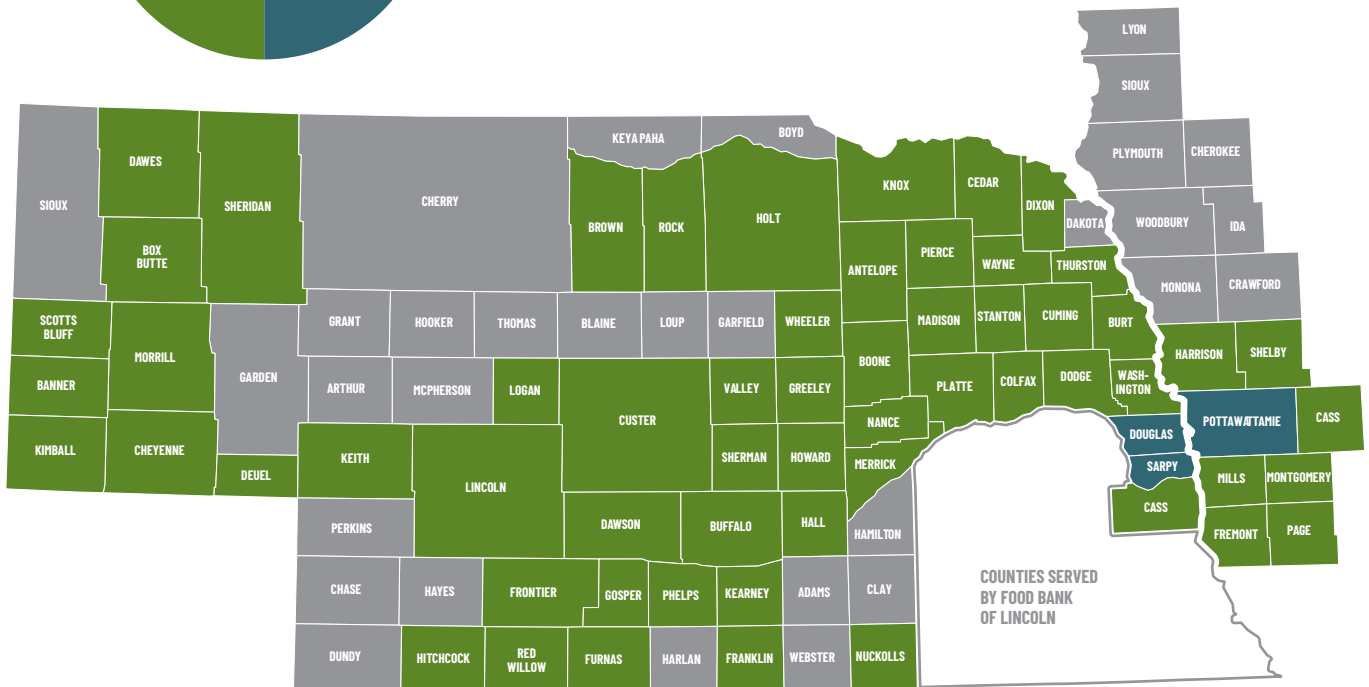 LYON
SIOUX
PLYMOUTH
CHEROKEE
KEYA PAHA
BOYD
DAWES
SIOUX
SHERIDAN
CHERRY
BROWN
ROCK
HOLT
KNOX
CEDAR
DIXON
DAKOTA
WOODBURY
IDA
BOX
BUTTE
ANTELOPE
PIERCE
WAYNE
THURSTON
MONONA
CRAWFORD
SCOTTS
BLUFF
MORRILL
GRANT
HOOKER
THOMAS
BLAINE
LOUP
GARFIELD
WHEELER
MADISON
STANTON
CUMING
BURT
HARRISON
SHELBY
BANNER
GARDEN
ARTHUR
MCPHERSON
LOGAN
CUSTER
VALLEY
GREELEY
BOONE
PLATTE
COLFAX
DODGE
WASH-
INGTON
KIMBALL
CHEYENNE
DEUEL
KEITH
LINCOLN
SHERMAN
HOWARD
NANCE
MERRICK
DOUGLAS
POTTAWATTAMIE
CASS
SARPY
MILLS
MONTGOMERY
PERKINS
DAWSON
BUFFALO
HALL
HAMILTON
CASS
FREMONT
PAGE
CHASE
HAYES
FRONTIER
GOSPER
PHELPS
KEARNEY
ADAMS
CLAY
COUNTIES SERVED
BY FOOD BANK
OF LINCOLN
DUNDY
HITCHCOCK
RED
WILLOW
FURNAS
HARLAN
FRANKLIN
WEBSTER
NUCKOLLS